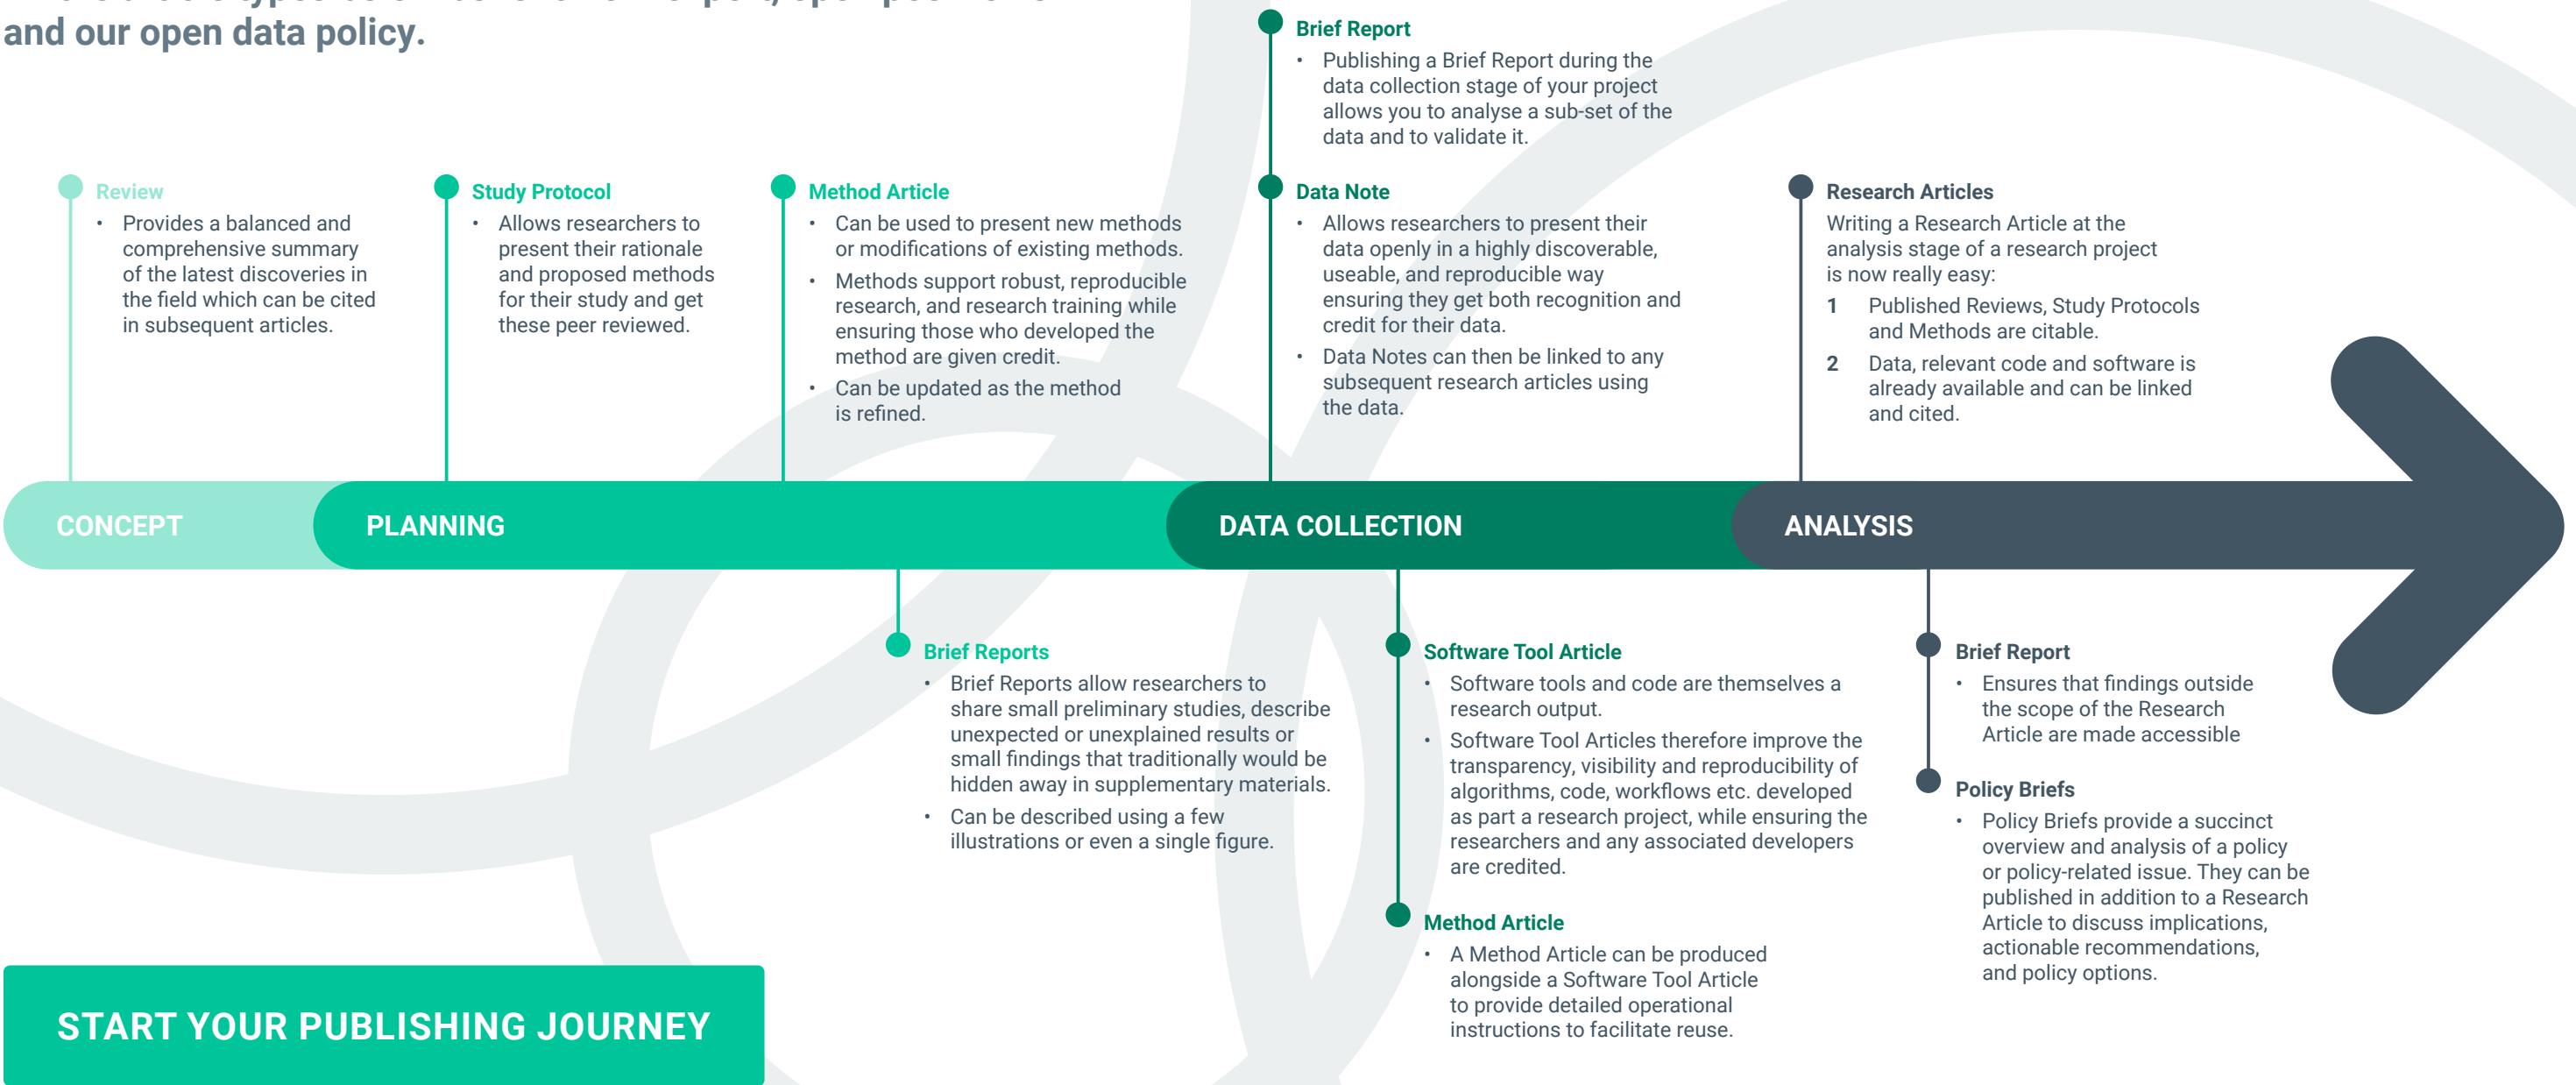 and our open data policy.
Brief Report
• Publishing a Brief Report during the
data collection stage of your project
allows you to analyse a sub-set of the
data and to validate it.
Review
• Provides a balanced and
comprehensive summary
of the latest discoveries in
the field which can be cited
in subsequent articles.
Study Protocol
• Allows researchers to
present their rationale
and proposed methods
for their study and get
these peer reviewed.
Method Article
• Can be used to present new methods
or modifications of existing methods.
• Methods support robust, reproducible
research, and research training while
ensuring those who developed the
method are given credit.
• Can be updated as the method
is refined.
Data Note
• Allows researchers to present their
data openly in a highly discoverable,
useable, and reproducible way
ensuring they get both recognition and
credit for their data.
• Data Notes can then be linked to any
subsequent research articles using
the data.
Research Articles
Writing a Research Article at the
analysis stage of a research project
is now really easy:
1 Published Reviews, Study Protocols
and Methods are citable.
2 Data, relevant code and software is
already available and can be linked
and cited.
CONCEPT
PLANNING
DATA COLLECTION
ANALYSIS
Brief Reports
• Brief Reports allow researchers to
share small preliminary studies, describe
unexpected or unexplained results or
small findings that traditionally would be
hidden away in supplementary materials.
• Can be described using a few
illustrations or even a single figure.
Software Tool Article
• Software tools and code are themselves a
research output.
• Software Tool Articles therefore improve the
transparency, visibility and reproducibility of
algorithms, code, workflows etc. developed
as part a research project, while ensuring the
researchers and any associated developers
are credited.
Method Article
• A Method Article can be produced
alongside a Software Tool Article
to provide detailed operational
instructions to facilitate reuse.
Brief Report
• Ensures that findings outside
the scope of the Research
Article are made accessible
Policy Briefs
• Policy Briefs provide a succinct
overview and analysis of a policy
or policy-related issue. They can be
published in addition to a Research
Article to discuss implications,
actionable recommendations,
and policy options.
START YOUR PUBLISHING JOURNEY